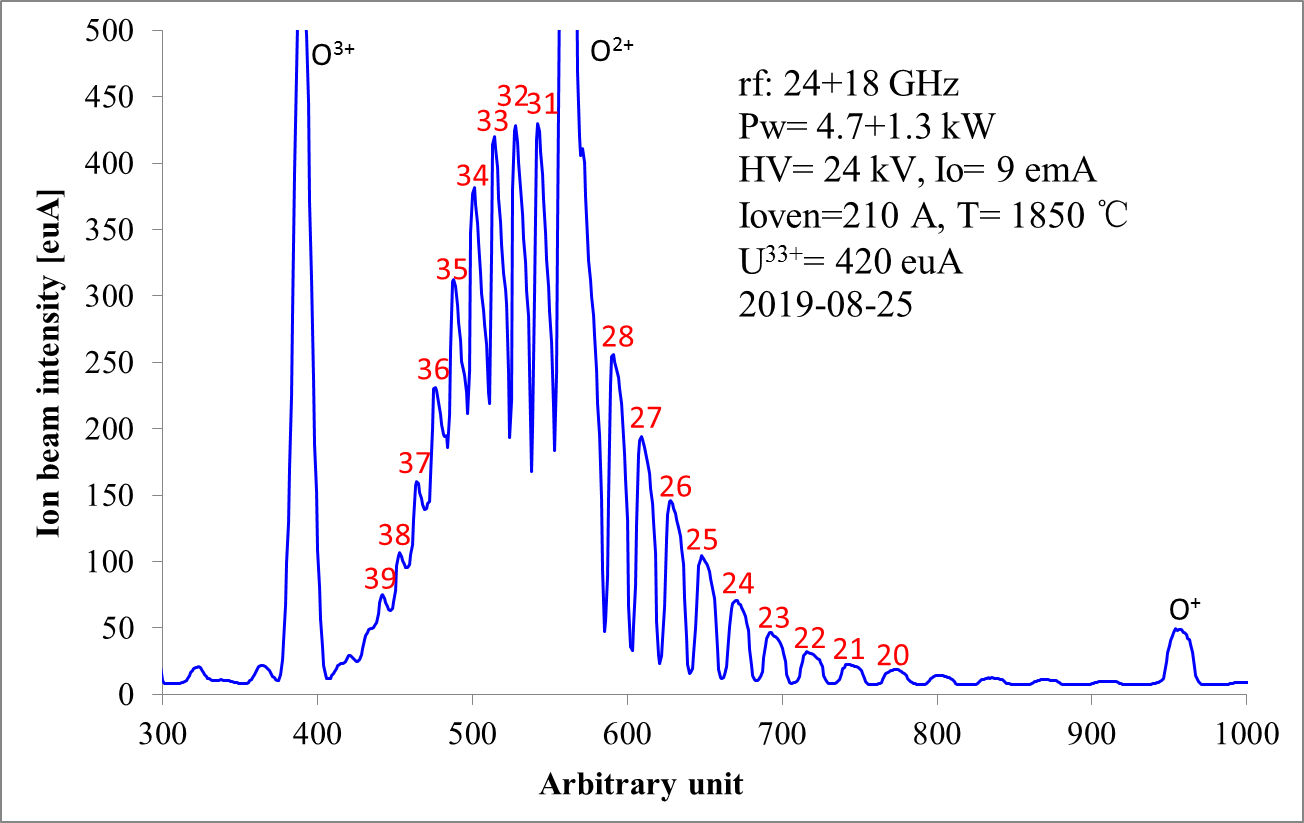 500
450
400
350
300
250
200
150
100
50
0
Ion beam intensity [euA]
300 400 500 600 700 800 900 1000
Arbitrary unit
O³⁺
O²⁺
O⁺
39
38
37
36
35
34
33
32
31
28
27
26
25
24
23
22
21
20
rf: 24+18 GHz
Pw= 4.7+1.3 kW
HV= 24 kV, Io= 9 emA
Ioven=210 A, T= 1850 ℃
U³³⁺= 420 euA
2019-08-25